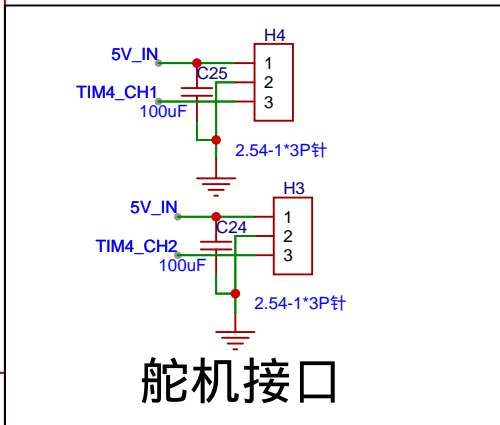 H4
5V_IN
1
C25
2
TIM4_CH1
3
100uF
2.54-1*3P针
H3
5V_IN
1
C24
2
TIM4_CH2
3
100uF
2.54-1*3P针
舵机接口